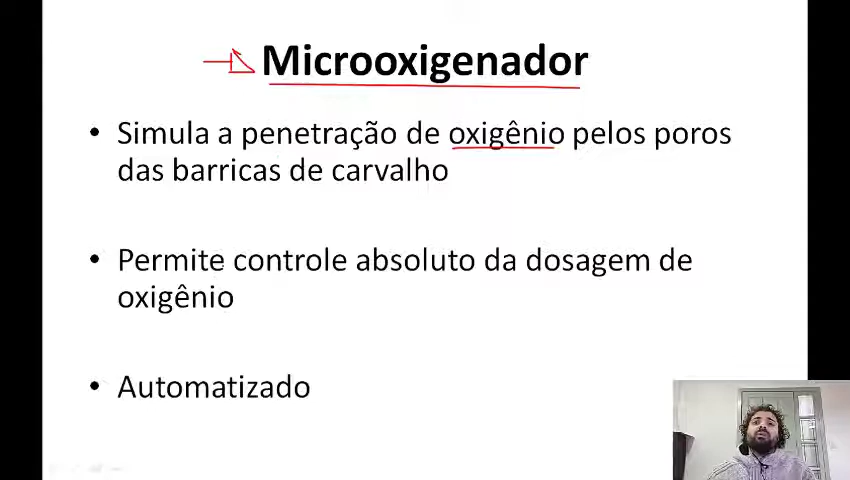 Microoxigenador
• Simula a penetração de oxigênio pelos poros
das barricas de carvalho
• Permite controle absoluto da dosagem de
oxigênio
• Automatizado